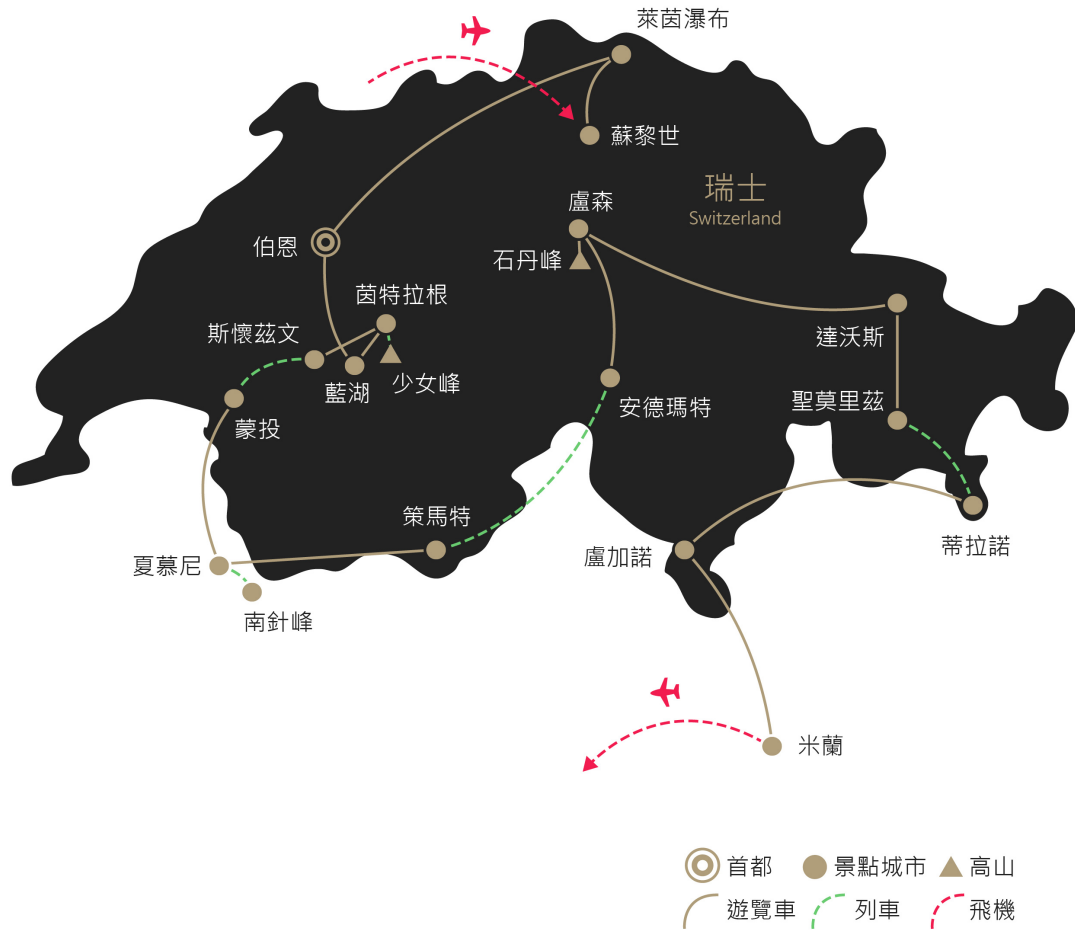 萊茵瀑布
蘇黎世
瑞士
Switzerland
盧森
伯恩
石丹峰
茵特拉根
達沃斯
斯懷茲文
藍湖
少女峰
聖莫里茲
安德瑪特
蒙投
策馬特
蒂拉諾
盧加諾
夏慕尼
南針峰
米蘭
首都
景點城市
高山
遊覽車
列車
飛機